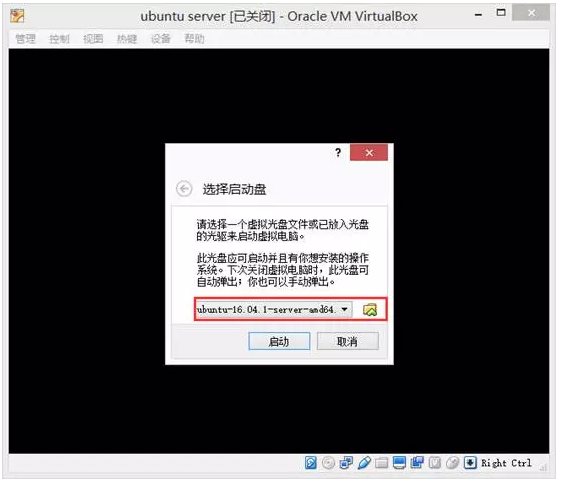 ubuntu server [已关闭] - Oracle VM VirtualBox
管理 控制 视图 热键 设备 帮助
?
选择启动盘
请选择一个虚拟光盘文件或已放入光盘
的光驱来启动虚拟电脑。
此光盘应可启动并且有你想安装的操作
系统。下次关闭虚拟电脑时，此光盘可
自动弹出；你也可以手动弹出。
ubuntu-16.04.1-server-amd64.
启动 取消
Right Ctrl